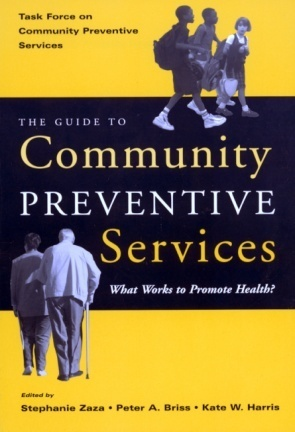 Task Force on
Community Preventive
Services
THE GUIDE TO
Community
PREVENTIVE
Services
What Works to Promote Health?
Edited by
Stephanie Zaza • Peter A. Briss • Kate W. Harris